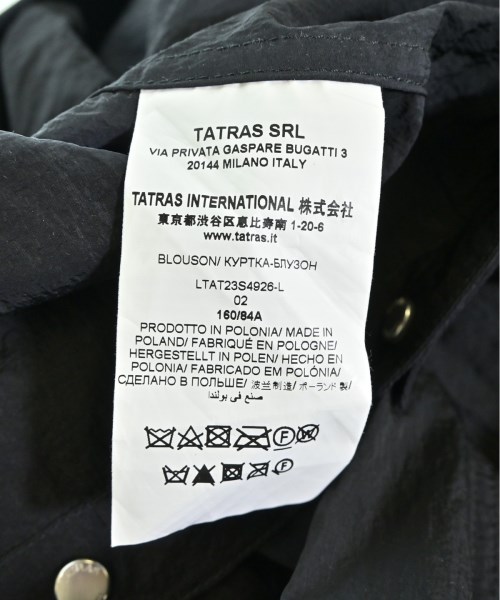 TATRAS SRL
VIA PRIVATA GASPARE BUGATTI 3
20144 MILANO ITALY
TATRAS INTERNATIONAL 株式会社
東京都渋谷区恵比寿南 1-20-6
www.tatras.it
BLOUSON/ КУРТКА-БЛУЗОН
LTAT23S4926-L
02
160/84A
PRODOTTO IN POLONIA/ MADE IN
POLAND/ FABRIQUÉ EN POLOGNE/
HERGESTELLT IN POLEN/ HECHO EN
POLONIA/ FABRICADO EM POLÓNIA/
СДЕЛАНО В ПОЛЬШЕ/ 波兰制造/ ポーランド製/
صنع في بولندا